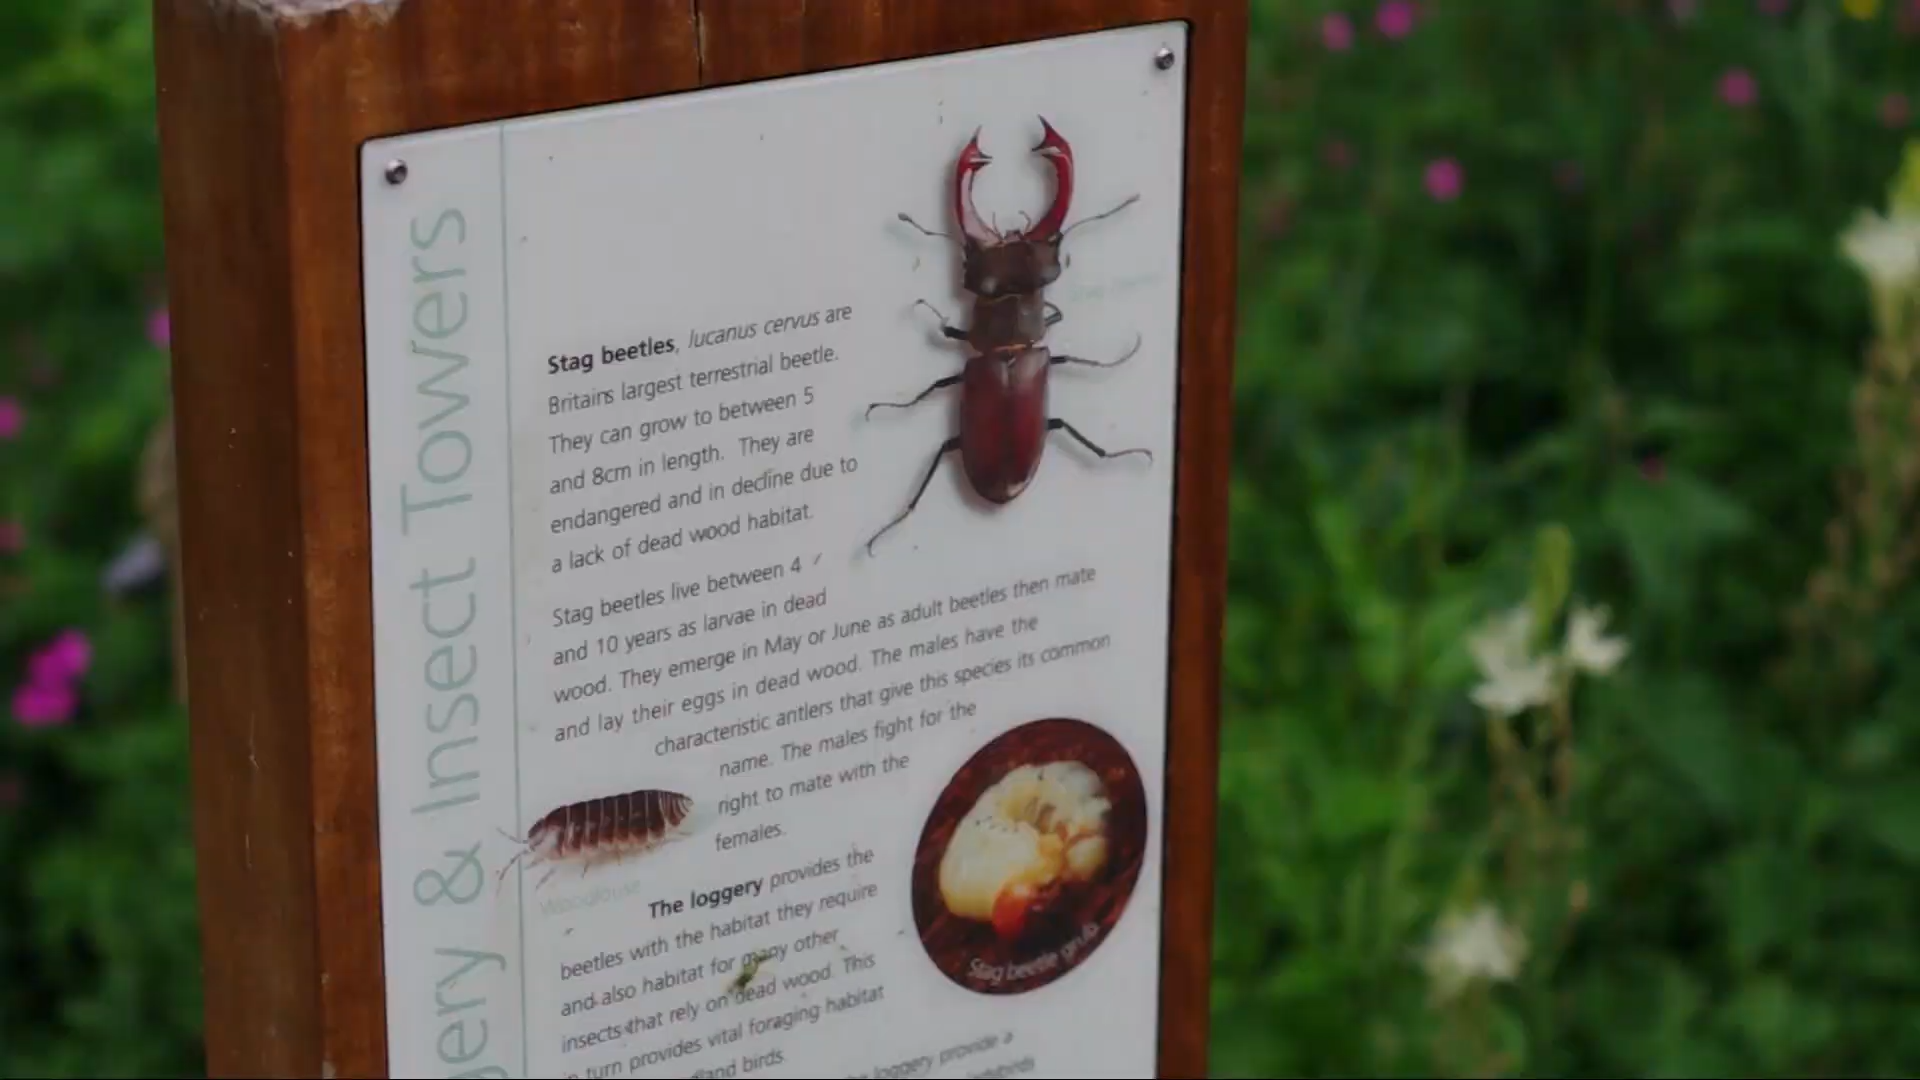 gery & Insect Towers
Stag beetles, lucanus cervus are
Britains largest terrestrial beetle.
They can grow to between 5
and 8cm in length. They are
endangered and in decline due to
a lack of dead wood habitat.
Stag beetles live between 4
and 10 years as larvae in dead
wood. They emerge in May or June as adult beetles then mate
and lay their eggs in dead wood. The males have the
characteristic antlers that give this species its common
name. The males fight for the
right to mate with the
females.
Woodlouse
The loggery provides the
beetles with the habitat they require
and also habitat for many other
insects that rely on dead wood. This
in turn provides vital foraging habitat
land birds.
Stag beetle grub
loggery provide a